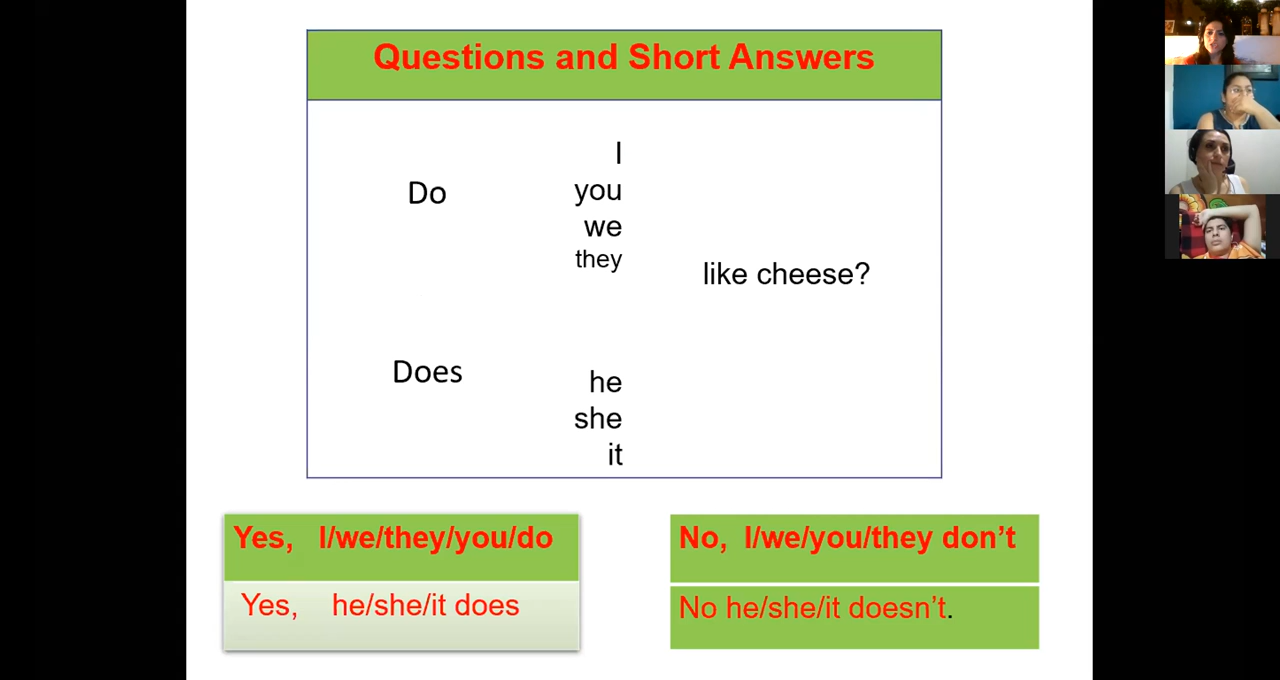 Questions and Short Answers
I
Do you
we
they
like cheese?
Does he
she
it
Yes, I/we/they/you/do
Yes, he/she/it does
No, I/we/you/they don't
No he/she/it doesn't.